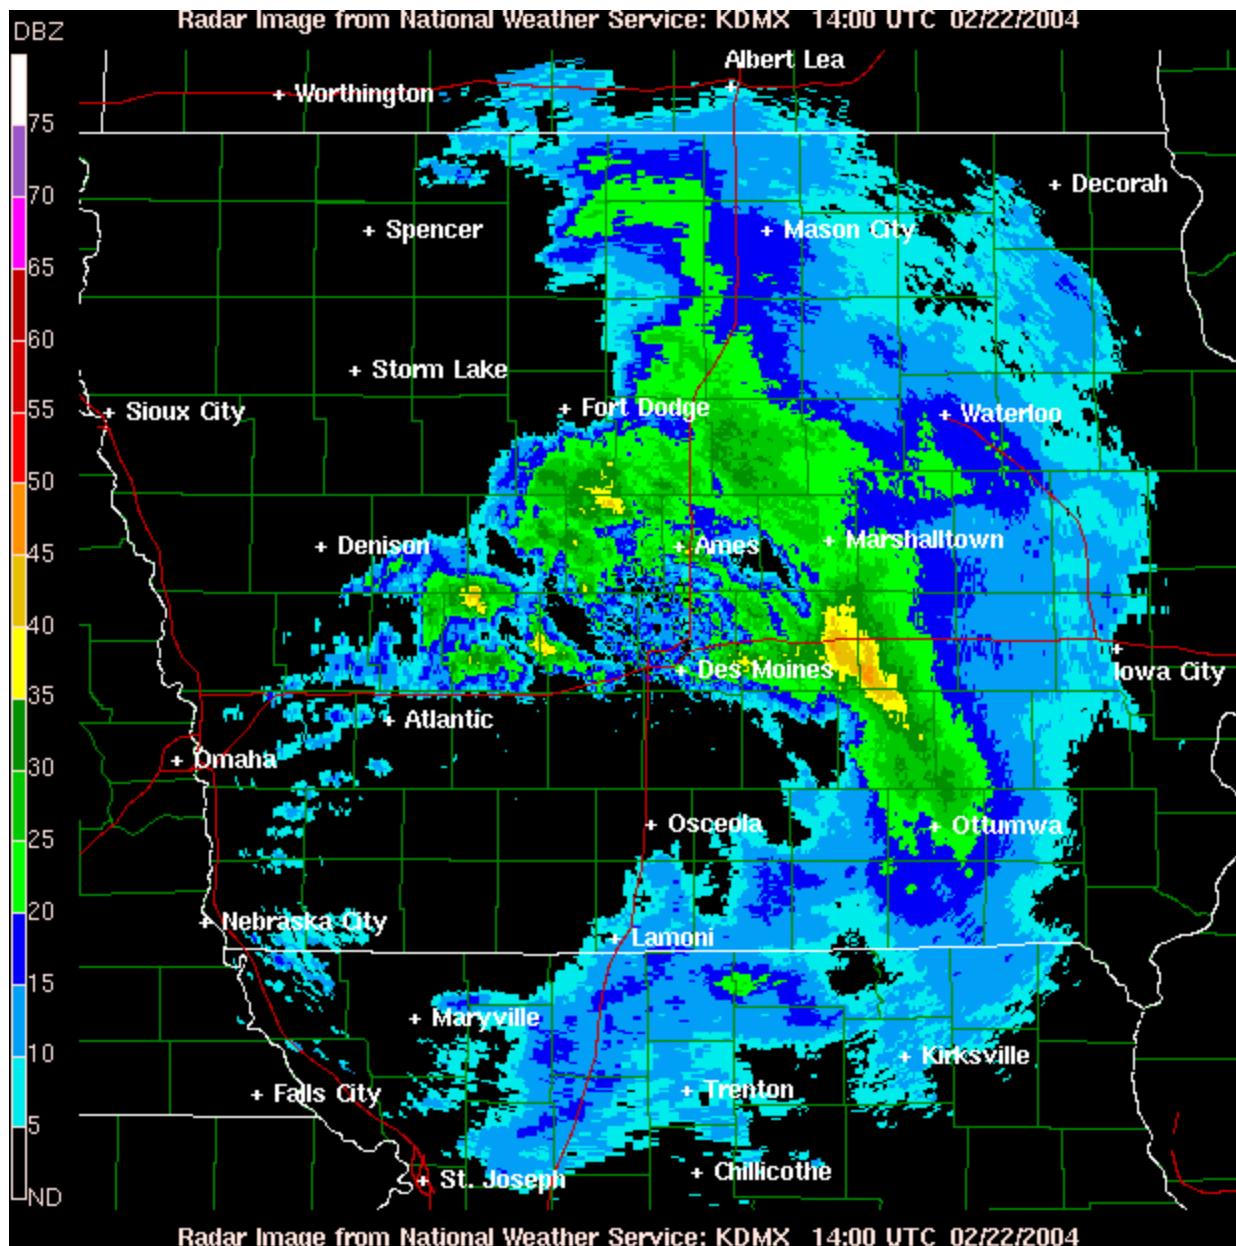 Radar Image from National Weather Service: KDMX 14:00 UTC 02/22/2004
DBZ
Albert Lea
Worthington
75
Decorah
70
Spencer
Mason City
65
60
Storm Lake
Fort Dodge
Sioux City
Waterloo
55
50
Denison
Ames
Marshalltown
45
40
Des Moines
Iowa City
35
Atlantic
Omaha
30
Osceola
Ottumwa
25
20
Nebraska City
Lamoni
15
Maryville
10
Kirksville
Falls City
Trenton
5
Chillicothe
St. Joseph
ND
Radar Image from National Weather Service: KDMX 14:00 UTC 02/22/2004